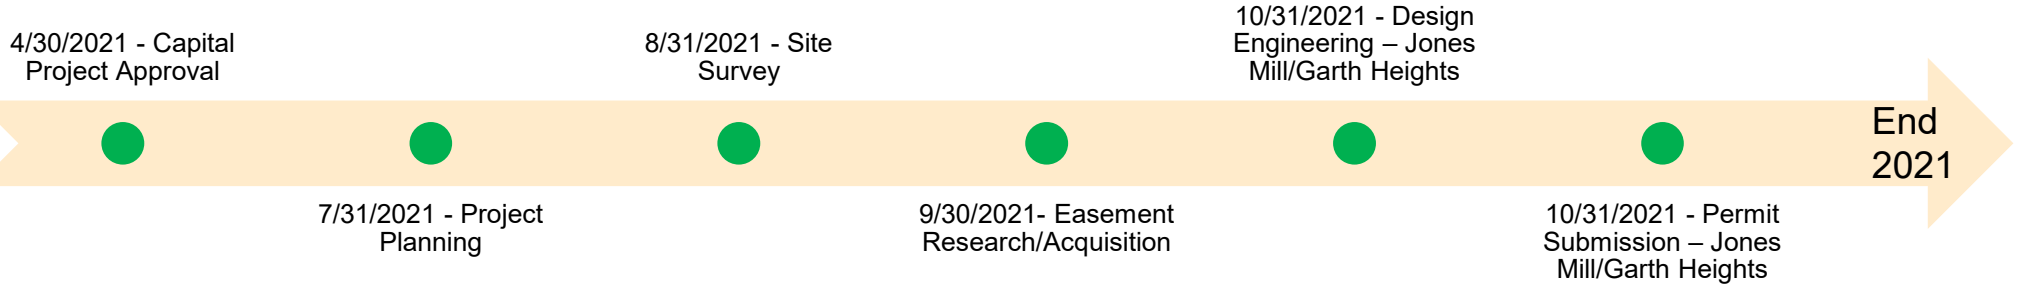 4/30/2021 - Capital
Project Approval
7/31/2021 - Project
Planning
8/31/2021 - Site
Survey
9/30/2021- Easement
Research/Acquisition
10/31/2021 - Design
Engineering – Jones
Mill/Garth Heights
10/31/2021 - Permit
Submission – Jones
Mill/Garth Heights
End
2021